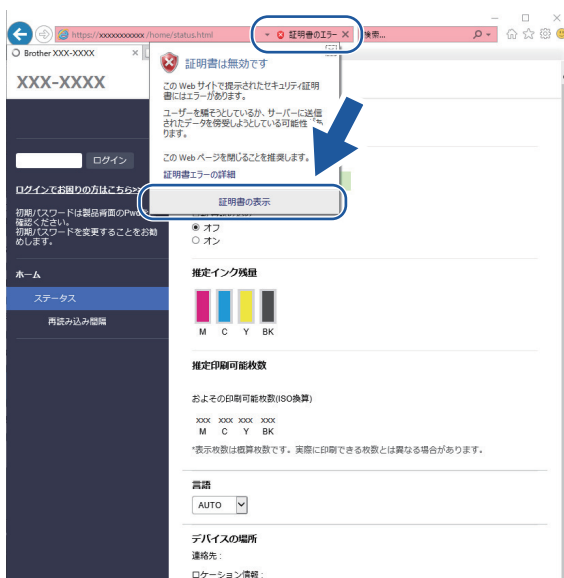 https://xxxxxxxxxx /home/status.html
証明書のエラー
検索...
Brother XXX-XXXX
XXX-XXXX
証明書は無効です
この Web サイトで提示されたセキュリティ証明
書にはエラーがあります。
ユーザーを騙そうとしているか、サーバーに送信
されたデータを傍受しようとしている可能性
ります。
この Web ページを閉じることを推奨します。
証明書エラーの詳細
証明書の表示
ログイン
ログインでお困りの方はこちら>>
初期パスワードは製品背面の
確認ください。
初期パスワードを変更することをお勧
めします。
オフ
オン
ホーム
ステータス
再読み込み間隔
推定インク残量
M C Y BK
推定印刷可能枚数
およその印刷可能枚数(ISO換算)
xxx xxx xxx xxx
M C Y BK
*表示枚数は概算枚数です。実際に印刷できる枚数とは異なる場合があります。
言語
AUTO
デバイスの場所
連絡先 :
ロケーション情報 :